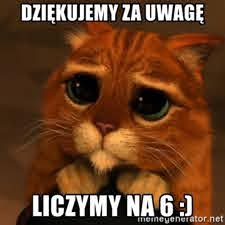 DZIĘKUJEMY ZA UWAGĘ
LICZYMY NA 6 :)
memegenerator.net